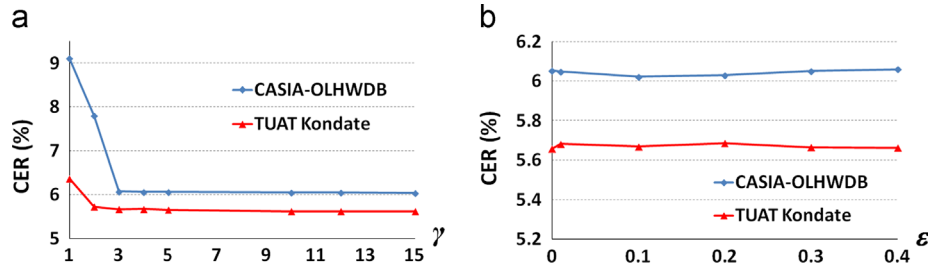 a
CER (%)
9
8
7
6
5
CASIA-OLHWDB
TUAT Kondate
1 3 5 7 9 11 13 15 γ
b
CER (%)
6.2
6
5.8
5.6
5.4
5.2
CASIA-OLHWDB
TUAT Kondate
0 0.1 0.2 0.3 0.4 ε